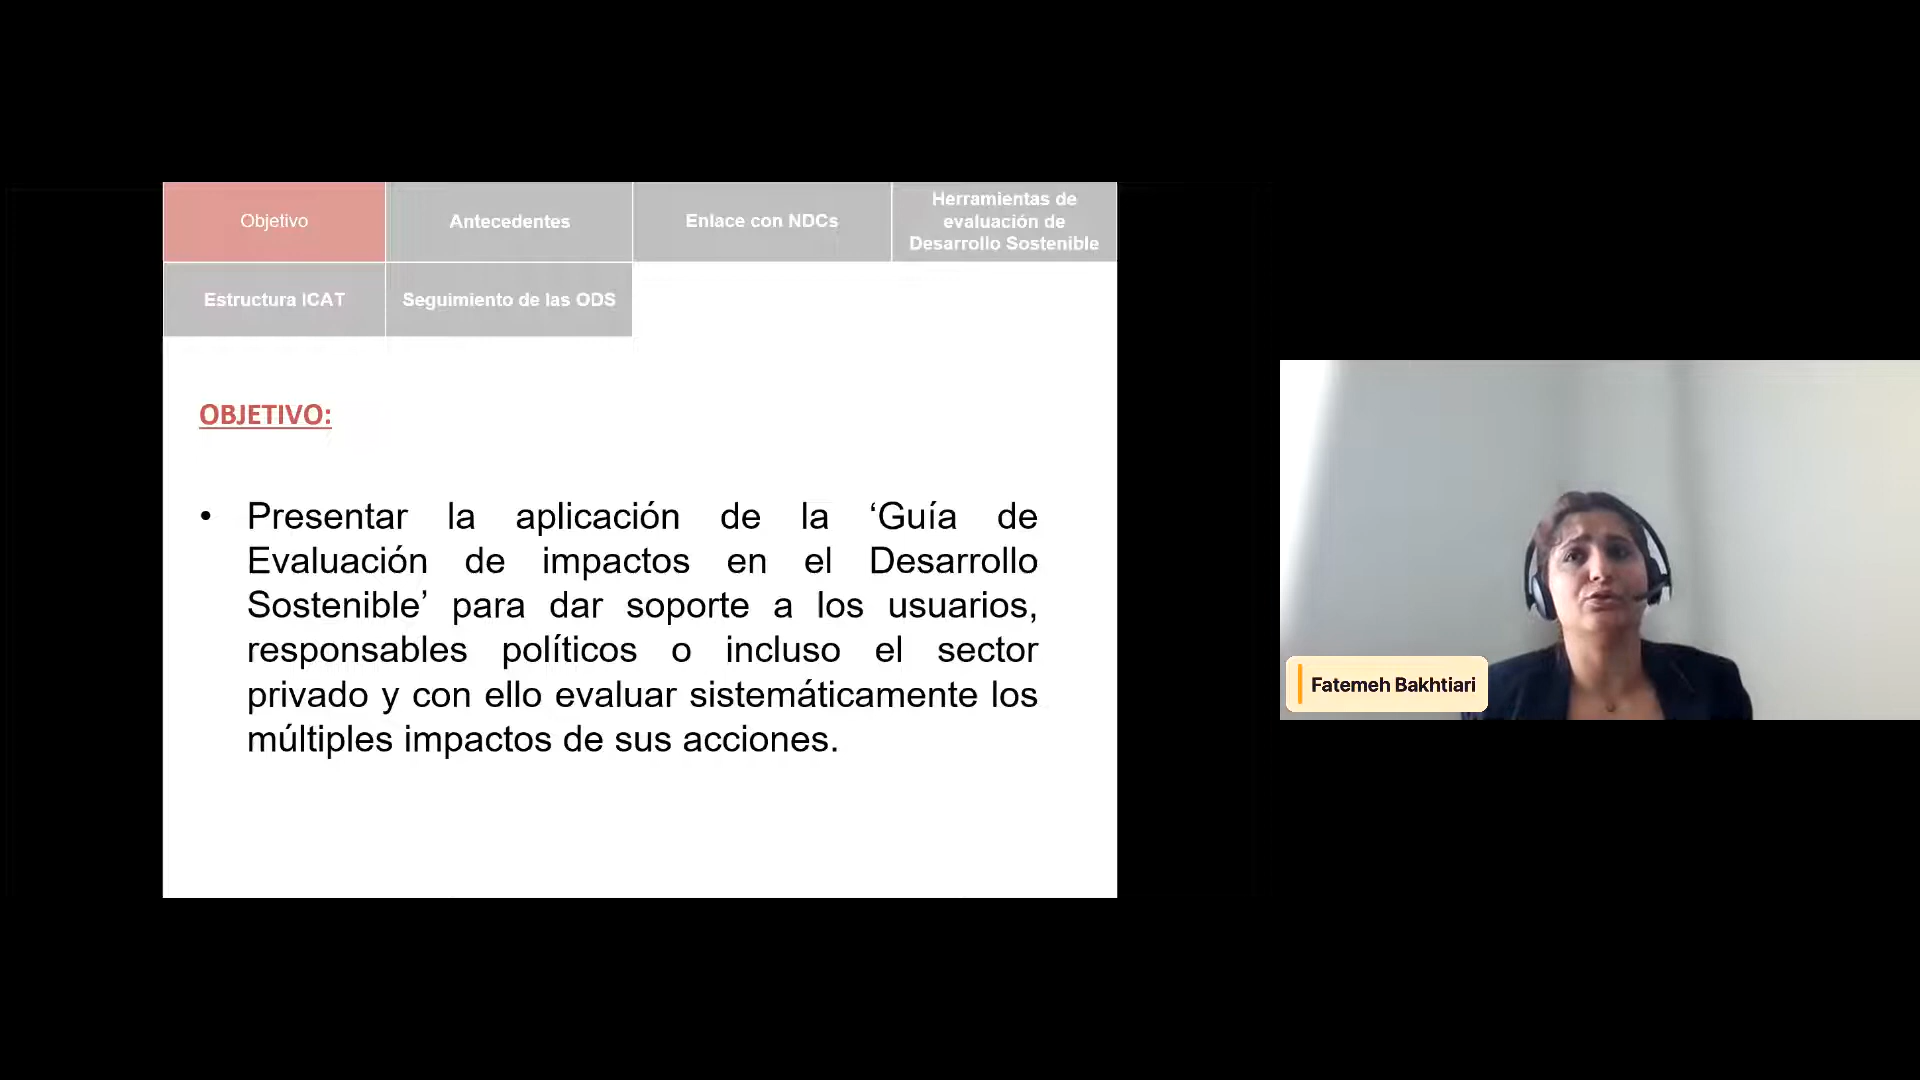 Objetivo
Antecedentes
Enlace con NDCs
Herramientas de
evaluación de
Desarrollo Sostenible
Estructura ICAT
Seguimiento de las ODS
OBJETIVO:
• Presentar la aplicación de la ‘Guía de
Evaluación de impactos en el Desarrollo
Sostenible’ para dar soporte a los usuarios,
responsables políticos o incluso el sector
privado y con ello evaluar sistemáticamente los
múltiples impactos de sus acciones.
Fatemeh Bakhtiari